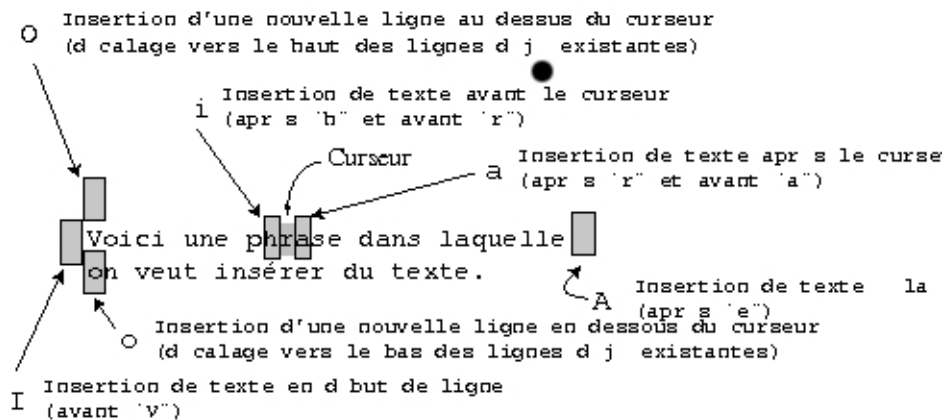 O Insertion d'une nouvelle ligne au dessus du curseur
(d calage vers le haut des lignes d j existantes)
i Insertion de texte avant le curseur
(apr s "h" et avant "r")
Curseur
a Insertion de texte apr s le curse
(apr s "r" et avant "a")
Voici une phrase dans laquelle
on veut insérer du texte.
A Insertion de texte la
(apr s "e")
o Insertion d'une nouvelle ligne en dessous du curseur
(d calage vers le bas des lignes d j existantes)
I Insertion de texte en d but de ligne
(avant "V")